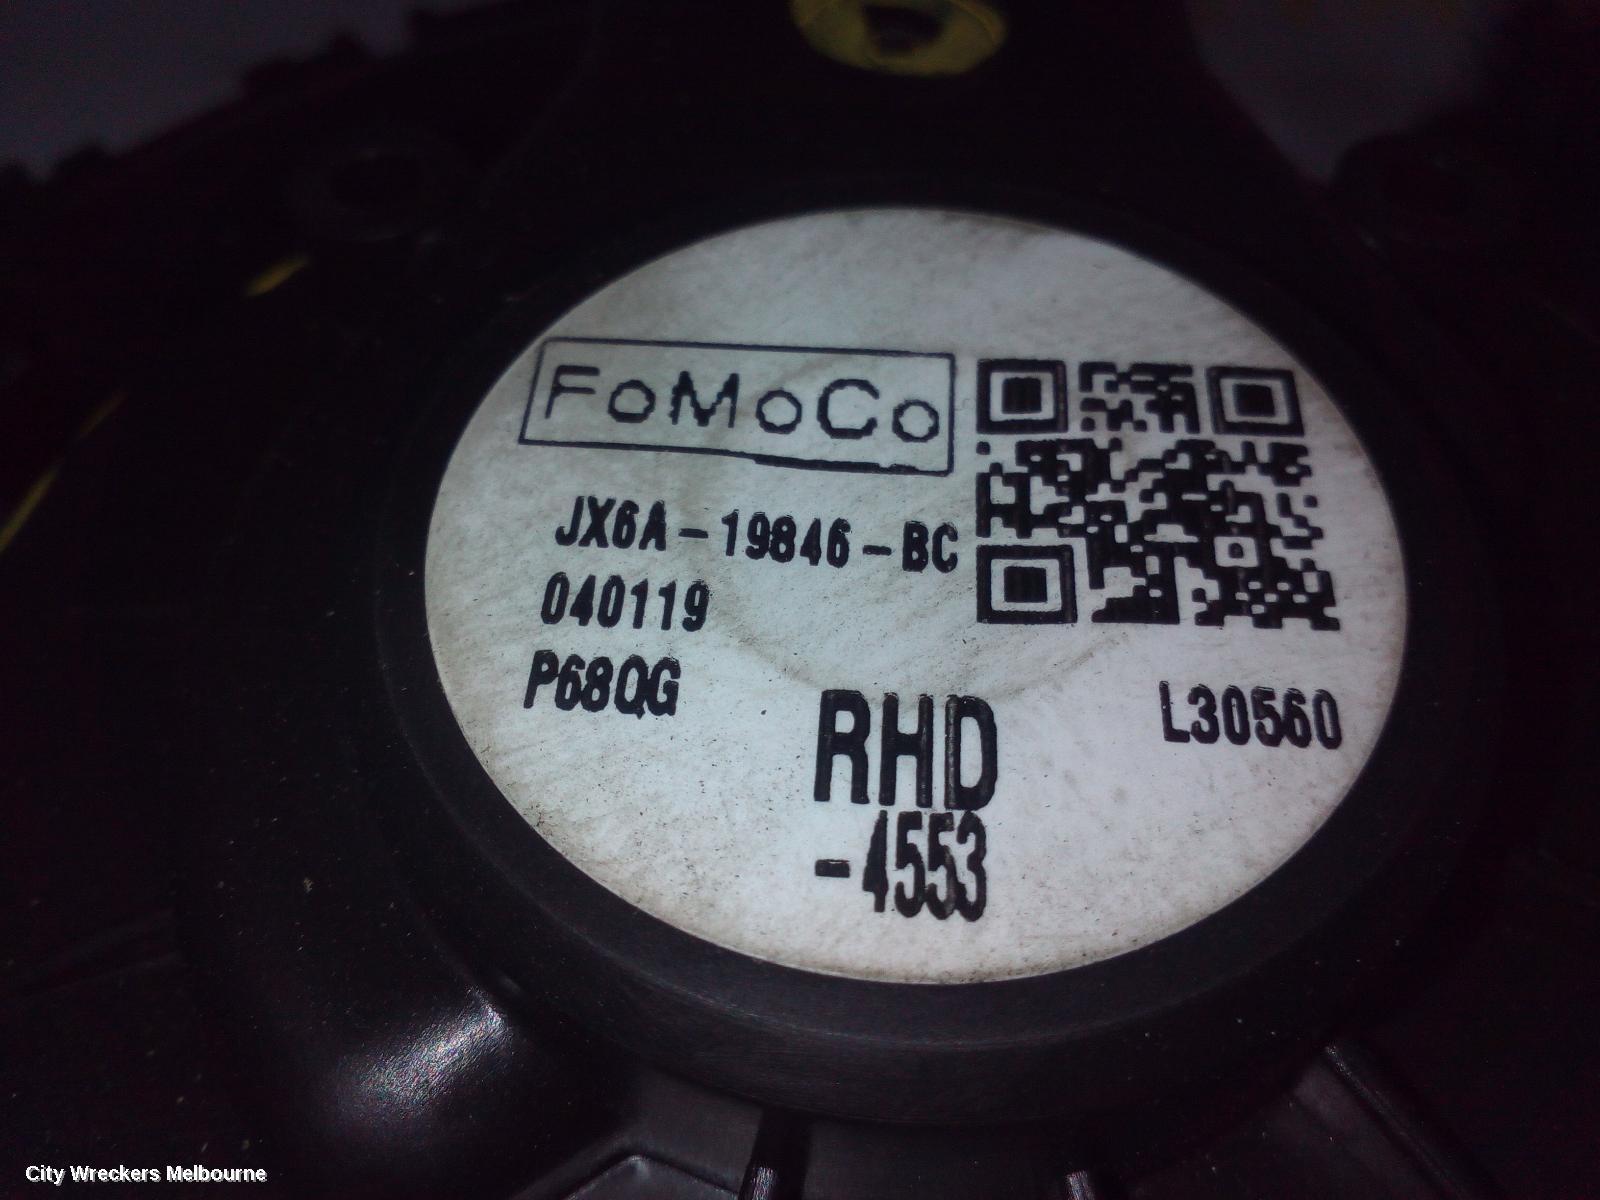 FoMoCo
JX6A-19846-BC
040119
P68QG
L30560
RHD
-4553
City Wreckers Melbourne